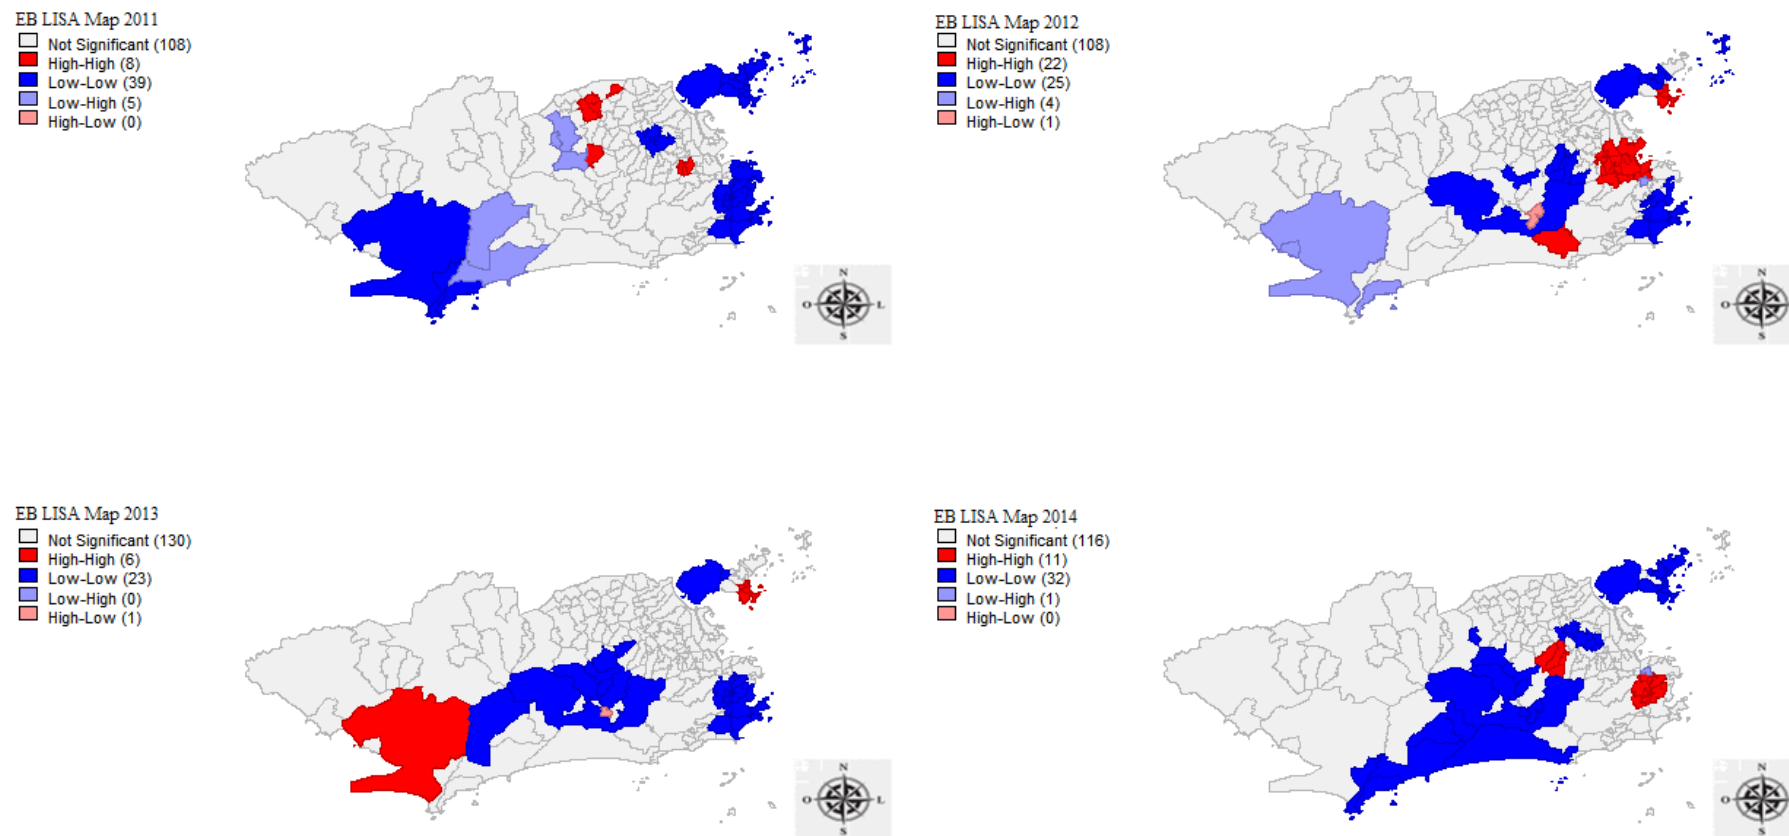 EB LISA Map 2011
Not Significant (108)
High-High (8)
Low-Low (39)
Low-High (5)
High-Low (0)
N
O
L
S
EB LISA Map 2012
Not Significant (108)
High-High (22)
Low-Low (25)
Low-High (4)
High-Low (1)
N
O
S
EB LISA Map 2013
Not Significant (130)
High-High (6)
Low-Low (23)
Low-High (0)
High-Low (1)
N
O
L
S
EB LISA Map 2014
Not Significant (116)
High-High (11)
Low-Low (32)
Low-High (1)
High-Low (0)
N
O
S